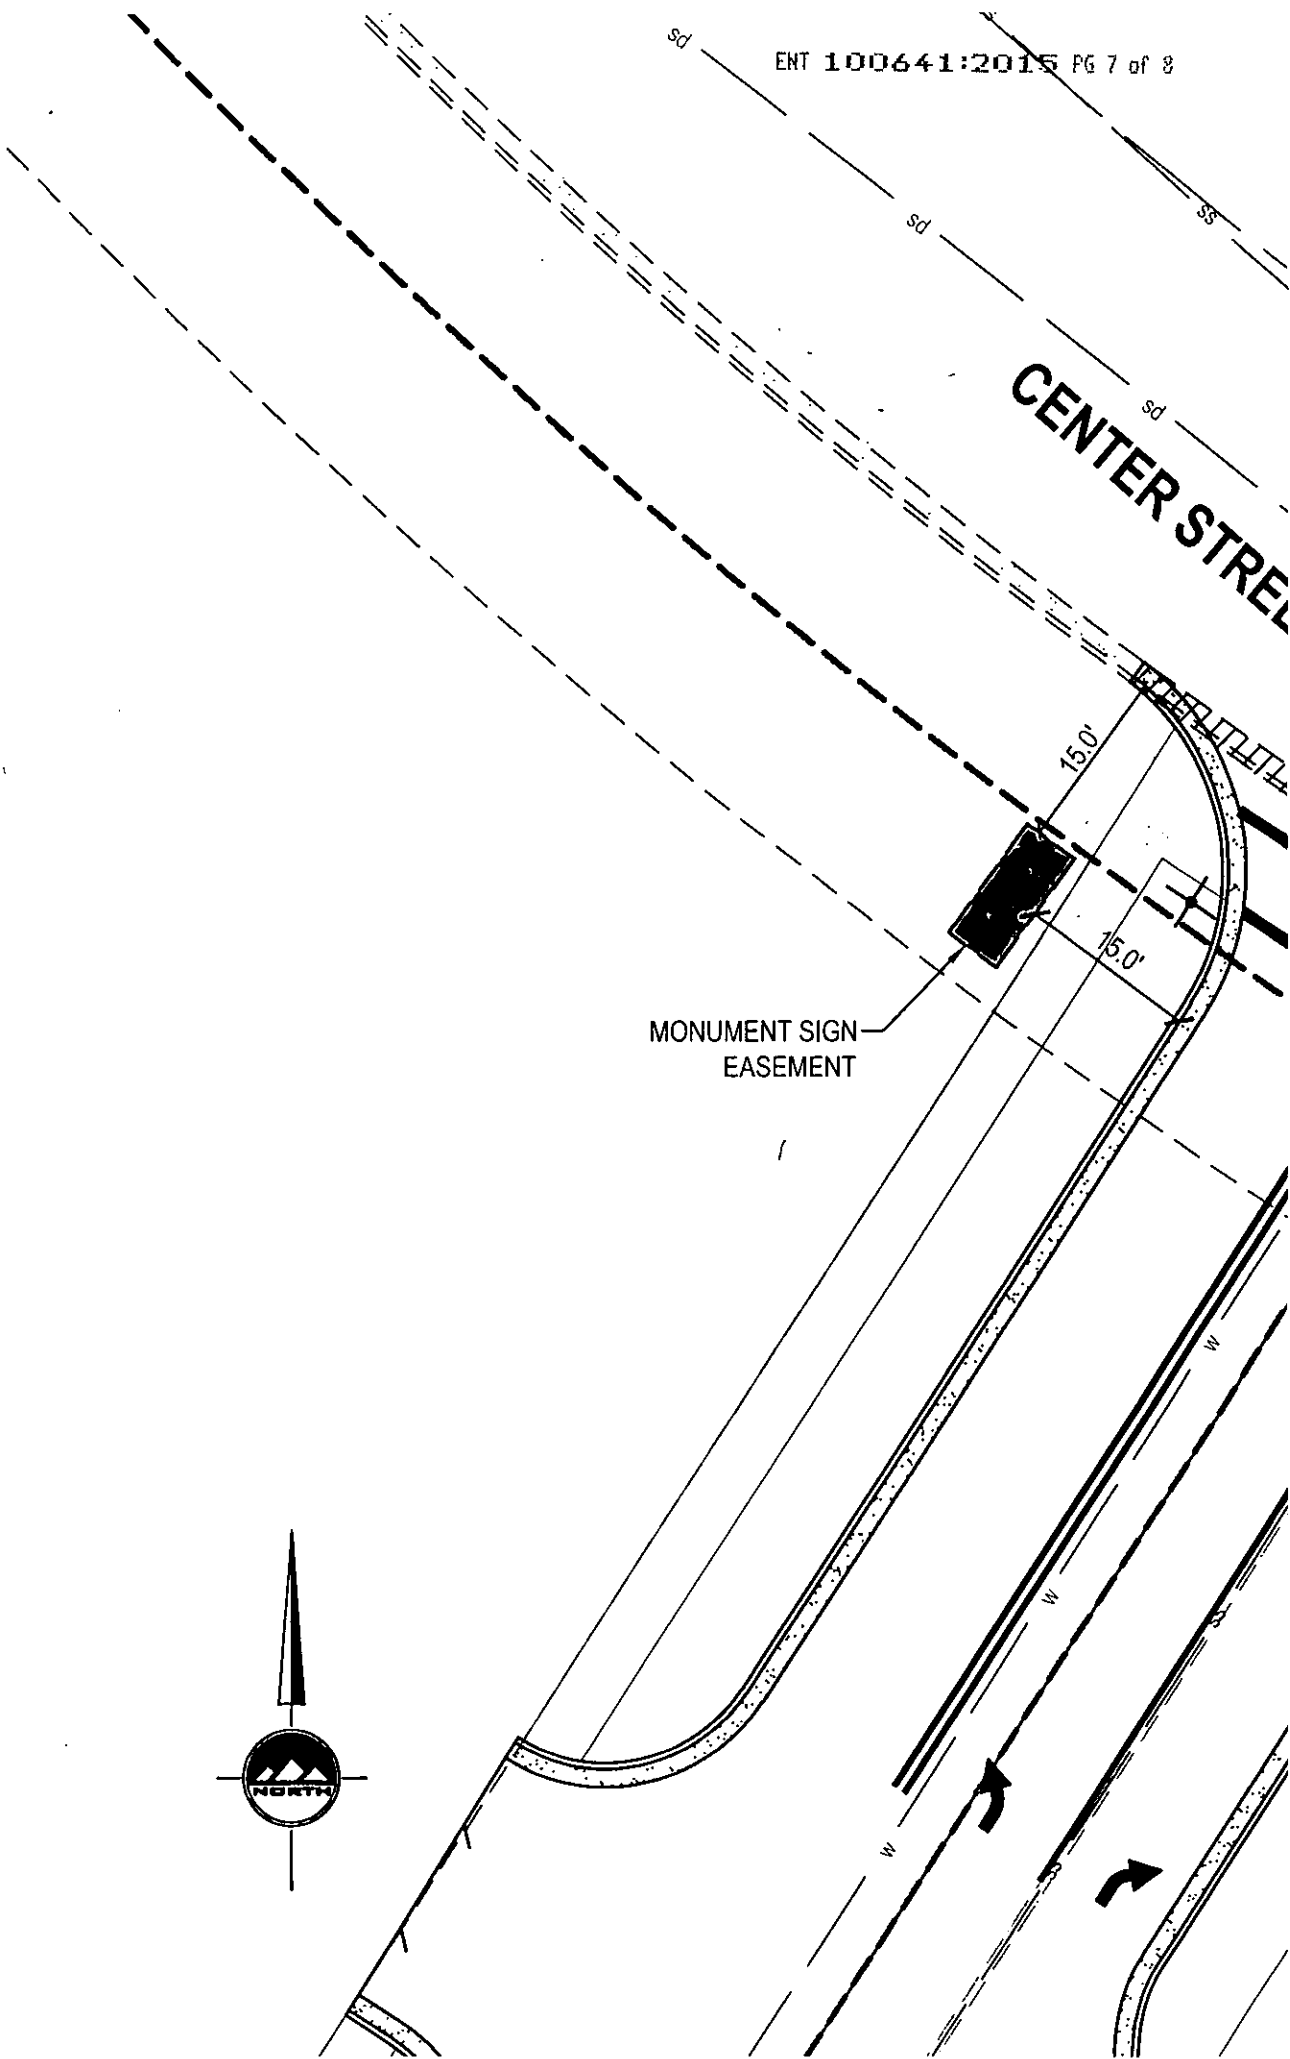 ENT 100641:2015 PG 7 of 8
sd
ss
sd
sd
CENTER STREE
15.0'
15.0'
MONUMENT SIGN
EASEMENT
w
w
w
NORTH